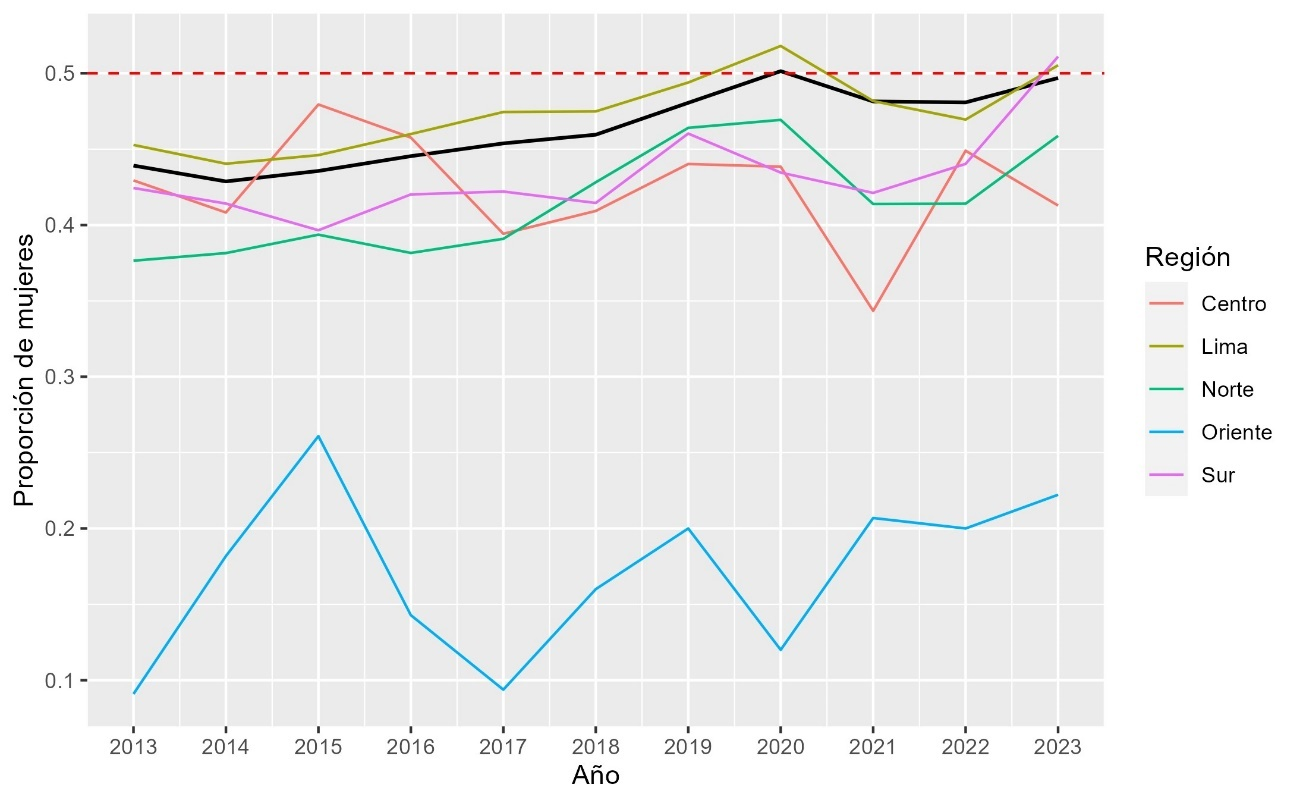 Proporción de mujeres
0.5
0.4
0.3
0.2
0.1
2013 2014 2015 2016 2017 2018 2019 2020 2021 2022 2023
Año
Región
Centro
Lima
Norte
Oriente
Sur